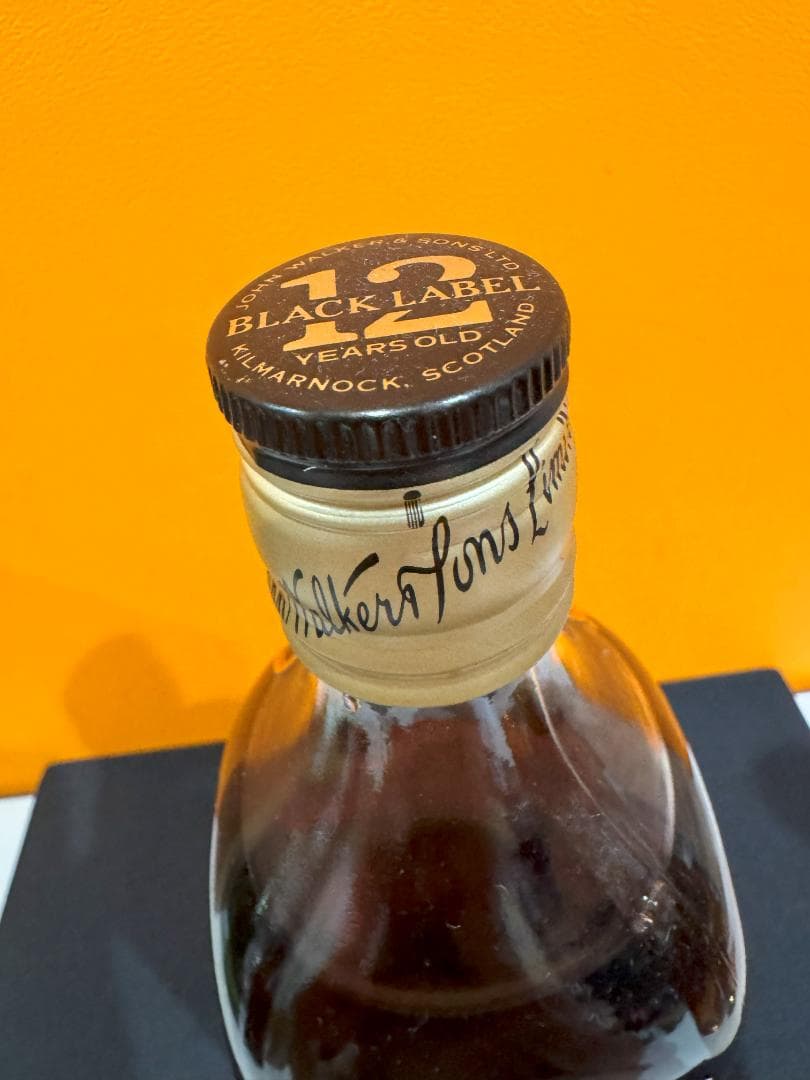 JOHN WALKER & SONS LTD
12
BLACK LABEL
YEARS OLD
KILMARNOCK, SCOTLAND
Walker & Sons